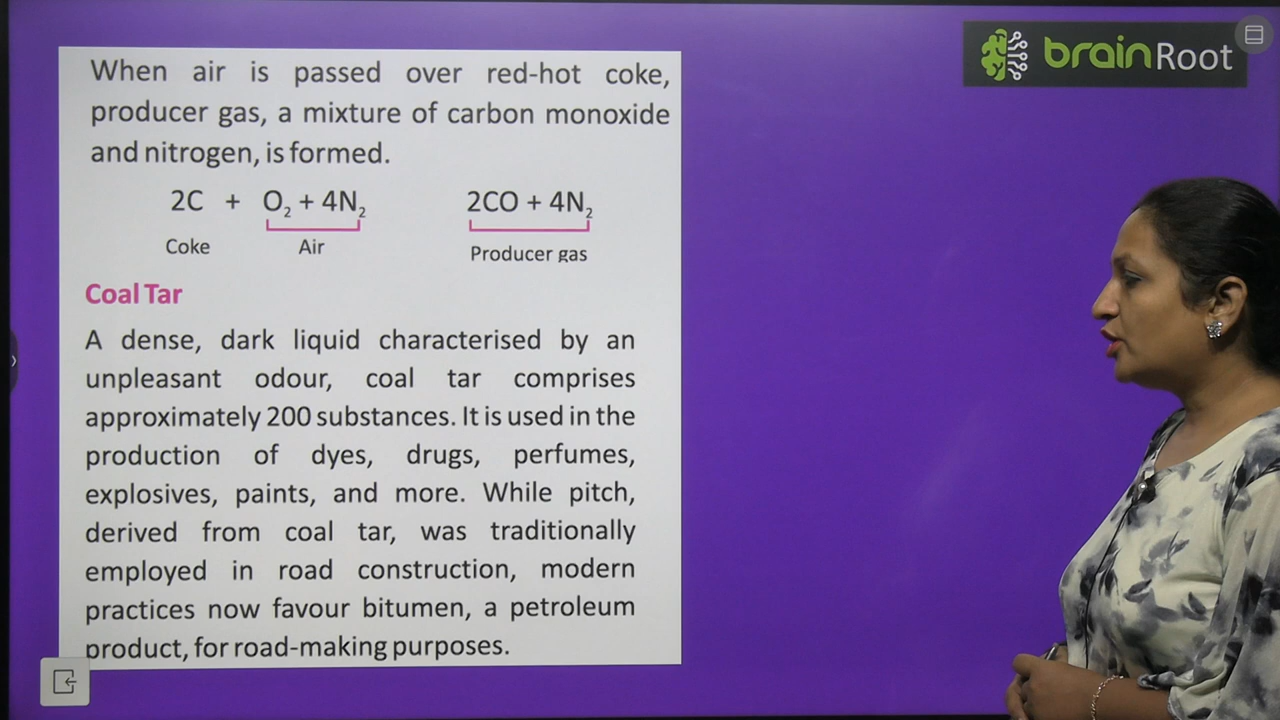 brainRoot
When air is passed over red-hot coke,
producer gas, a mixture of carbon monoxide
and nitrogen, is formed.
2C + O₂ + 4N₂ 2CO + 4N₂
Coke Air Producer gas
Coal Tar
A dense, dark liquid characterised by an
unpleasant odour, coal tar comprises
approximately 200 substances. It is used in the
production of dyes, drugs, perfumes,
explosives, paints, and more. While pitch,
derived from coal tar, was traditionally
employed in road construction, modern
practices now favour bitumen, a petroleum
product, for road-making purposes.